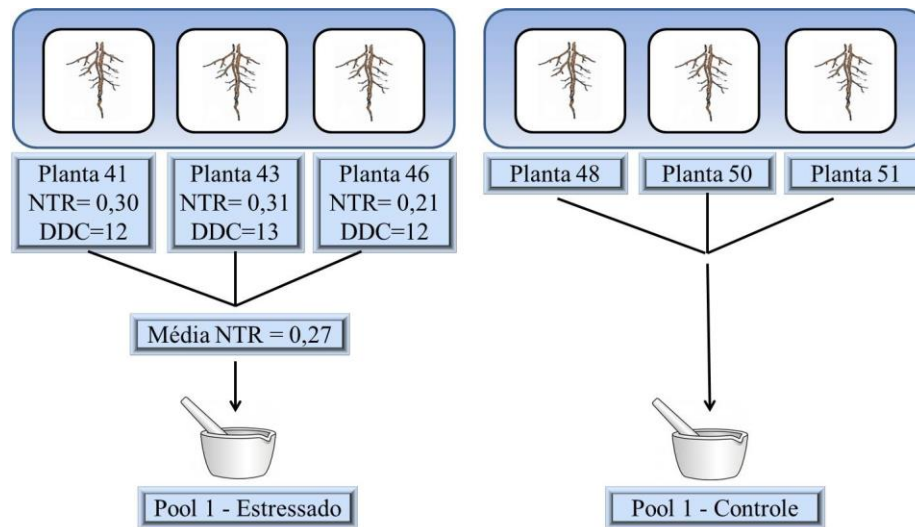 Planta 41
NTR= 0,30
DDC=12
Planta 43
NTR= 0,31
DDC=13
Planta 46
NTR= 0,21
DDC=12
Planta 48
Planta 50
Planta 51
Média NTR = 0,27
Pool 1 - Estressado
Pool 1 - Controle